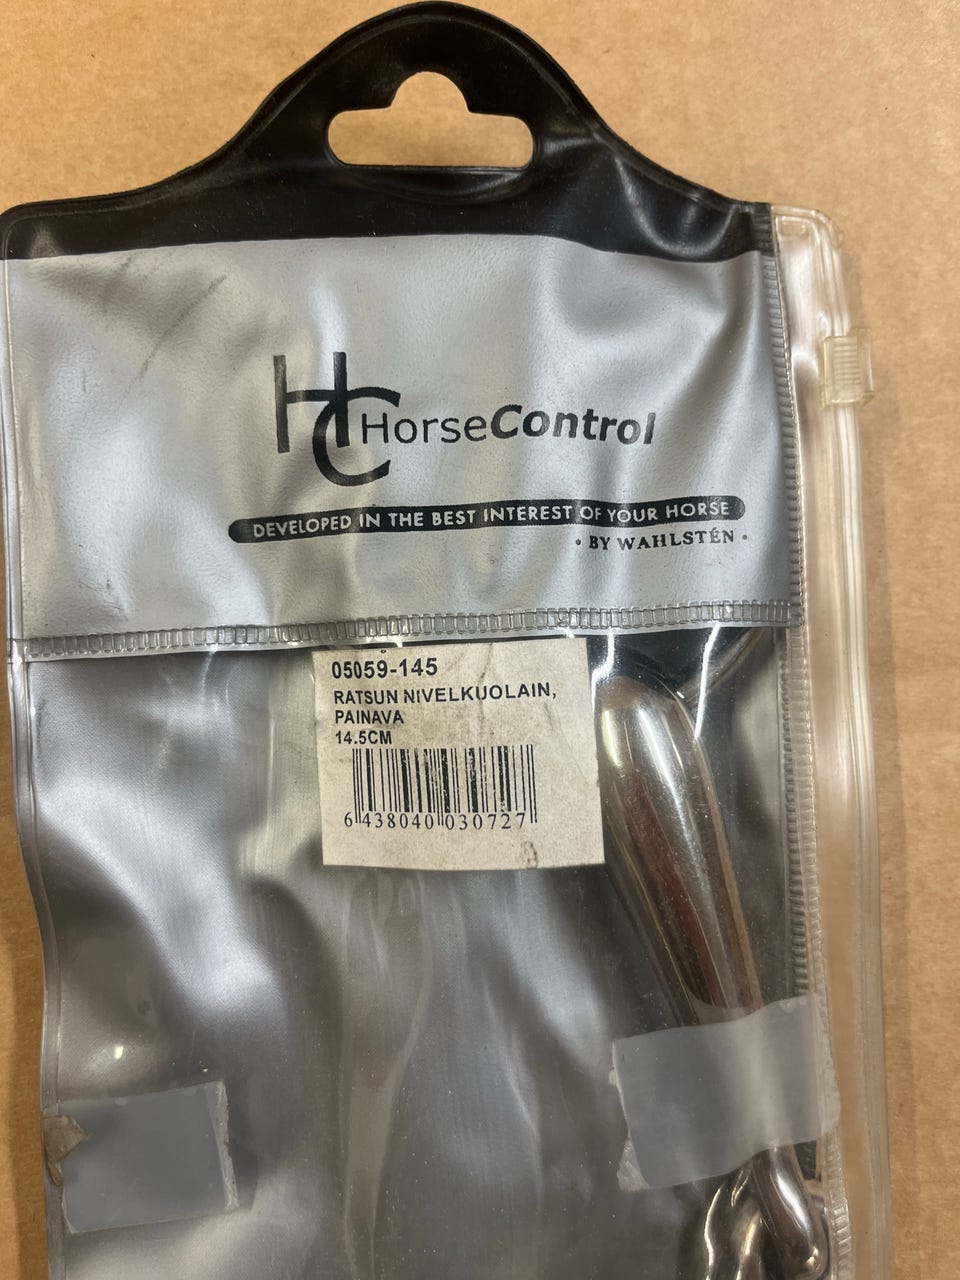 HC HorseControl
DEVELOPED IN THE BEST INTEREST OF YOUR HORSE
• BY WAHLSTÉN •
05059-145
RATSUN NIVELKUOLAIN,
PAINAVA
14.5CM
6 438040 030727